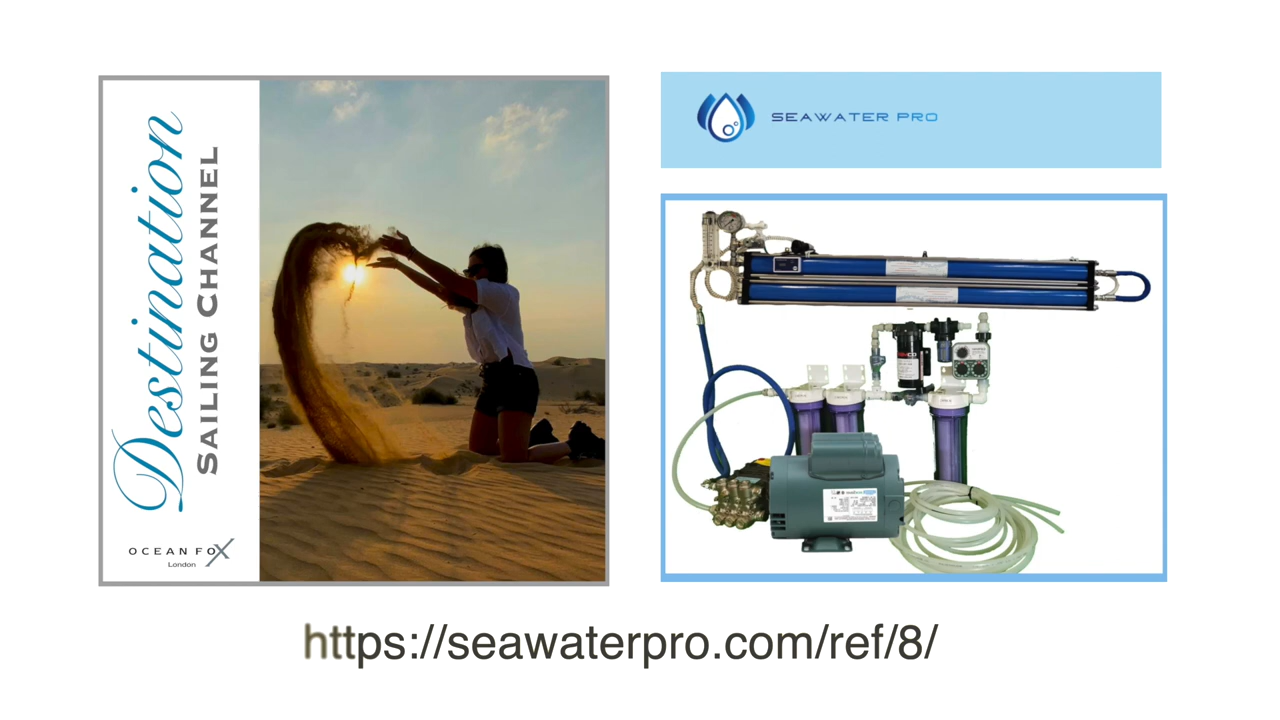 Destination
SAILING CHANNEL
OCEAN FOX
London
SEAWATER PRO
https://seawaterpro.com/ref/8/